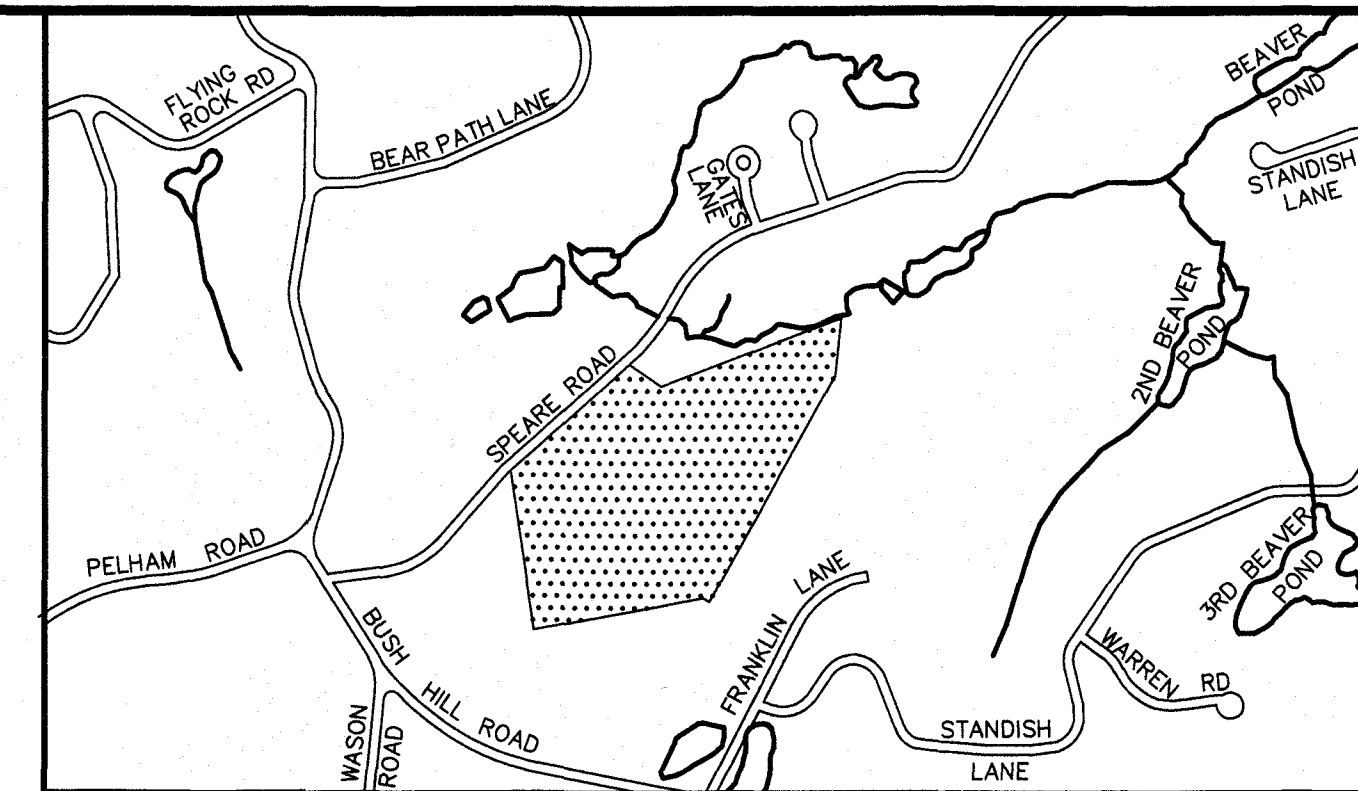 FLYING
ROCK RD
BEAR PATH LANE
GATES
LANE
BEAVER
POND
STANDISH
LANE
2ND BEAVER
POND
SPEARE ROAD
PELHAM ROAD
BUSH
HILL ROAD
WASON
ROAD
FRANKLIN LANE
3RD BEAVER
POND
WARREN RD
STANDISH
LANE